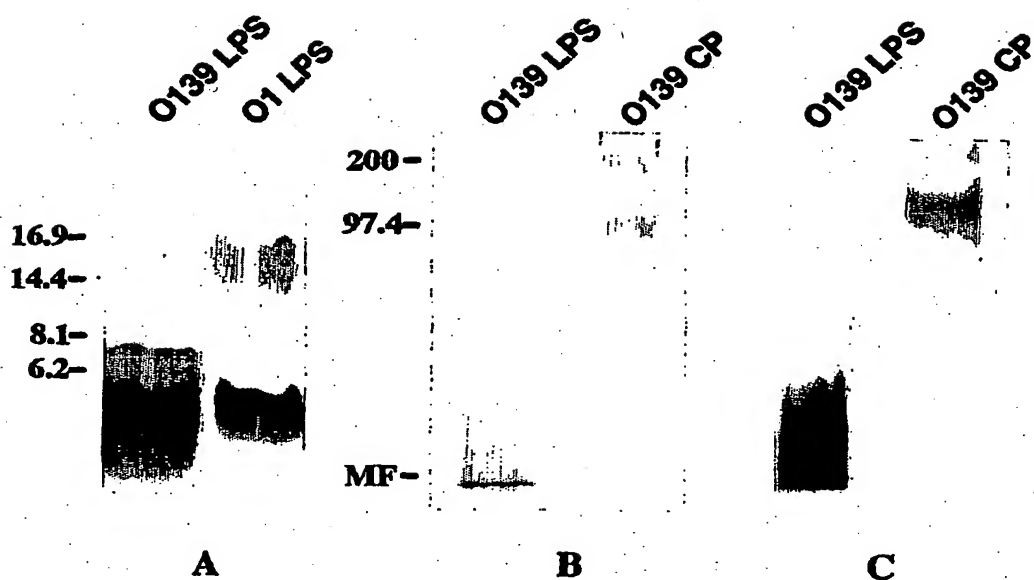 O139 LPS
O1 LPS
O139 LPS
O139 CP
O139 LPS
O139 CP
200-
97.4-
16.9-
14.4-
8.1-
6.2-
MF-
A
B
C